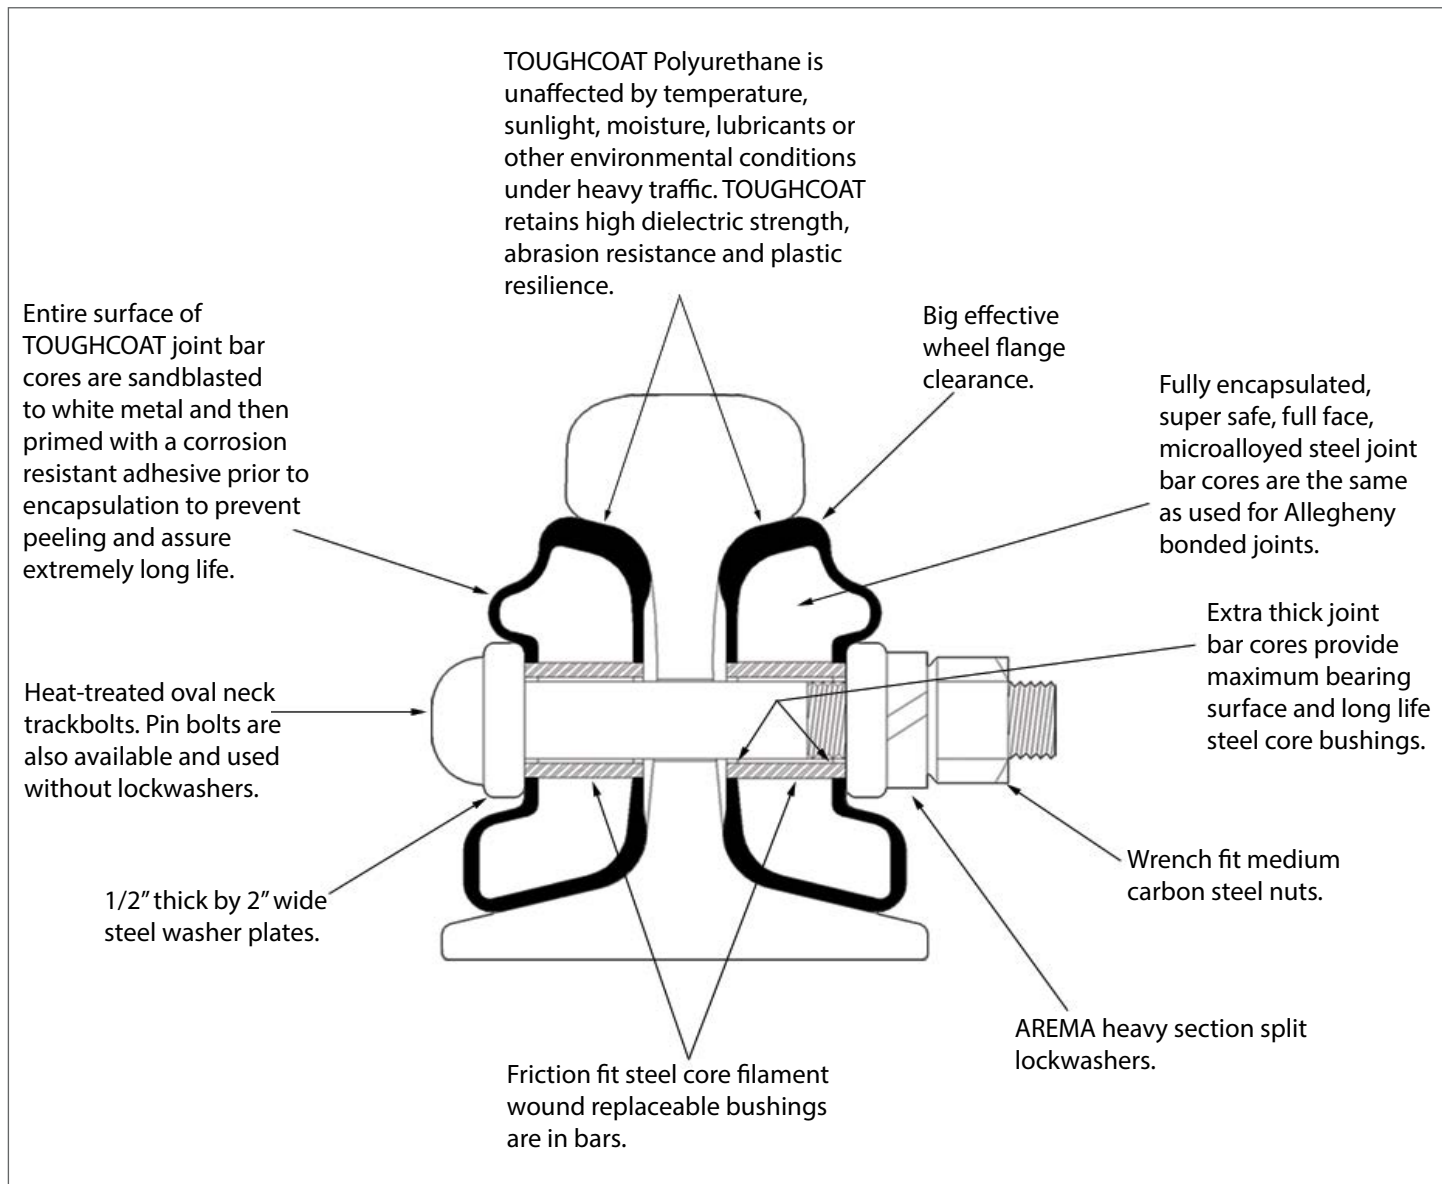 TOUGHCOAT Polyurethane is
unaffected by temperature,
sunlight, moisture, lubricants or
other environmental conditions
under heavy traffic. TOUGHCOAT
retains high dielectric strength,
abrasion resistance and plastic
resilience.
Entire surface of
TOUGHCOAT joint bar
cores are sandblasted
to white metal and then
primed with a corrosion
resistant adhesive prior to
encapsulation to prevent
peeling and assure
extremely long life.
Big effective
wheel flange
clearance.
Fully encapsulated,
super safe, full face,
microalloyed steel joint
bar cores are the same
as used for Allegheny
bonded joints.
Extra thick joint
bar cores provide
maximum bearing
surface and long life
steel core bushings.
Heat-treated oval neck
trackbolts. Pin bolts are
also available and used
without lockwashers.
Wrench fit medium
carbon steel nuts.
1/2” thick by 2” wide
steel washer plates.
AREMA heavy section split
lockwashers.
Friction fit steel core filament
wound replaceable bushings
are in bars.